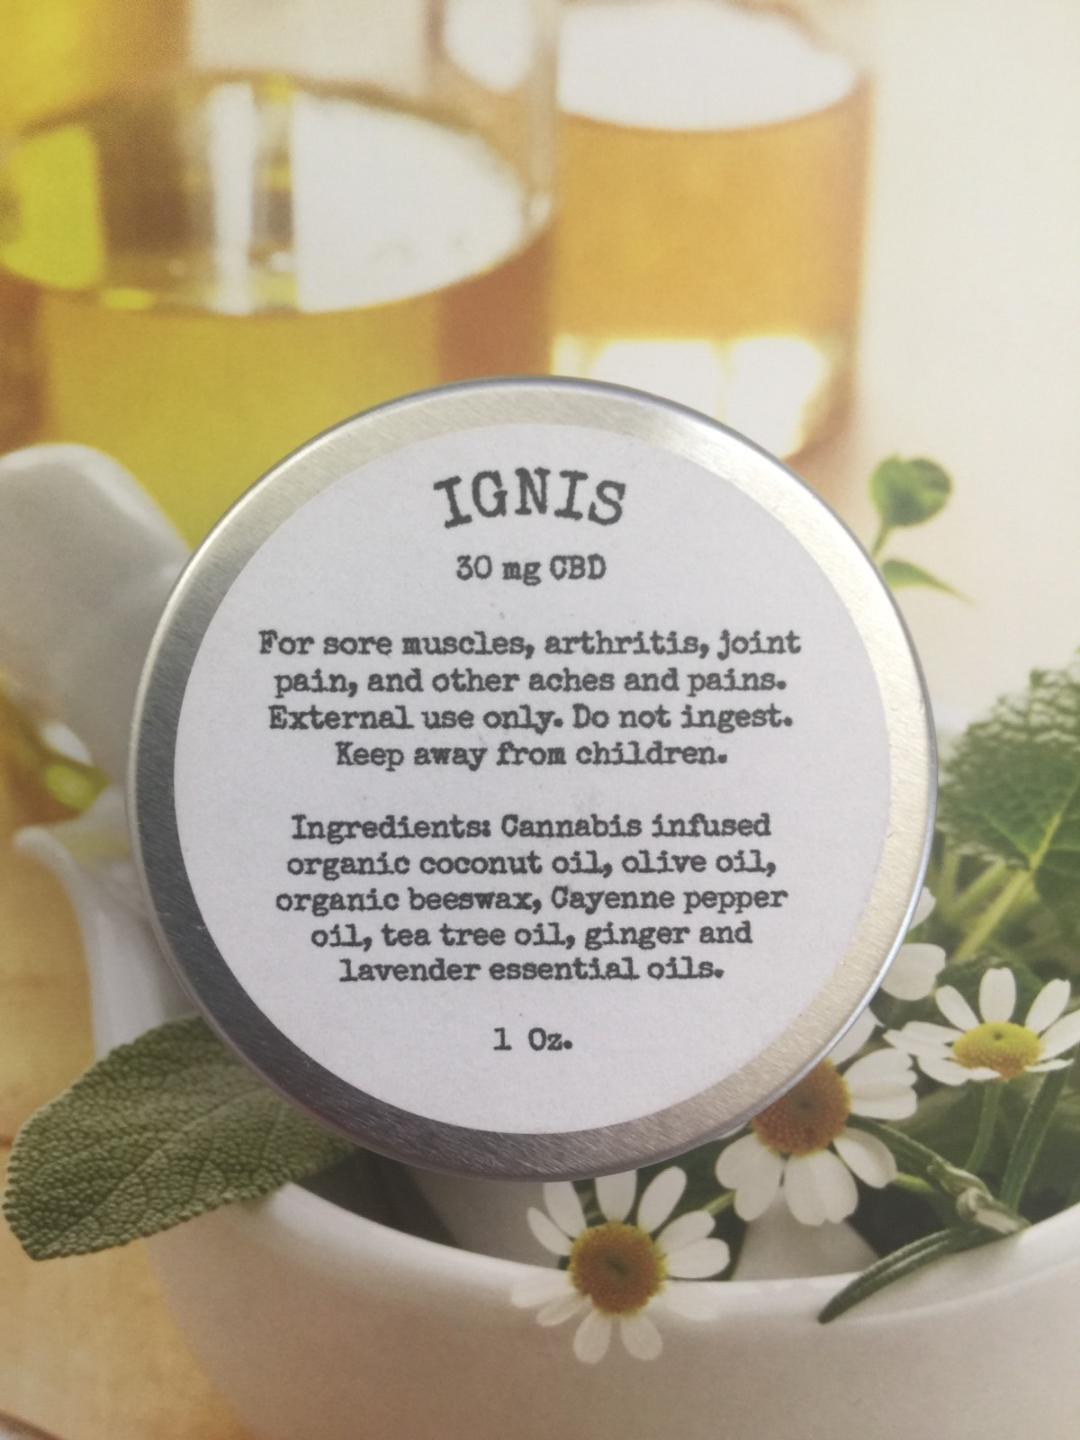 IGNIS
30 mg CBD
For sore muscles, arthritis, joint
pain, and other aches and pains.
External use only. Do not ingest.
Keep away from children.
Ingredients: Cannabis infused
organic coconut oil, olive oil,
organic beeswax, Cayenne pepper
oil, tea tree oil, ginger and
lavender essential oils.
1 Oz.